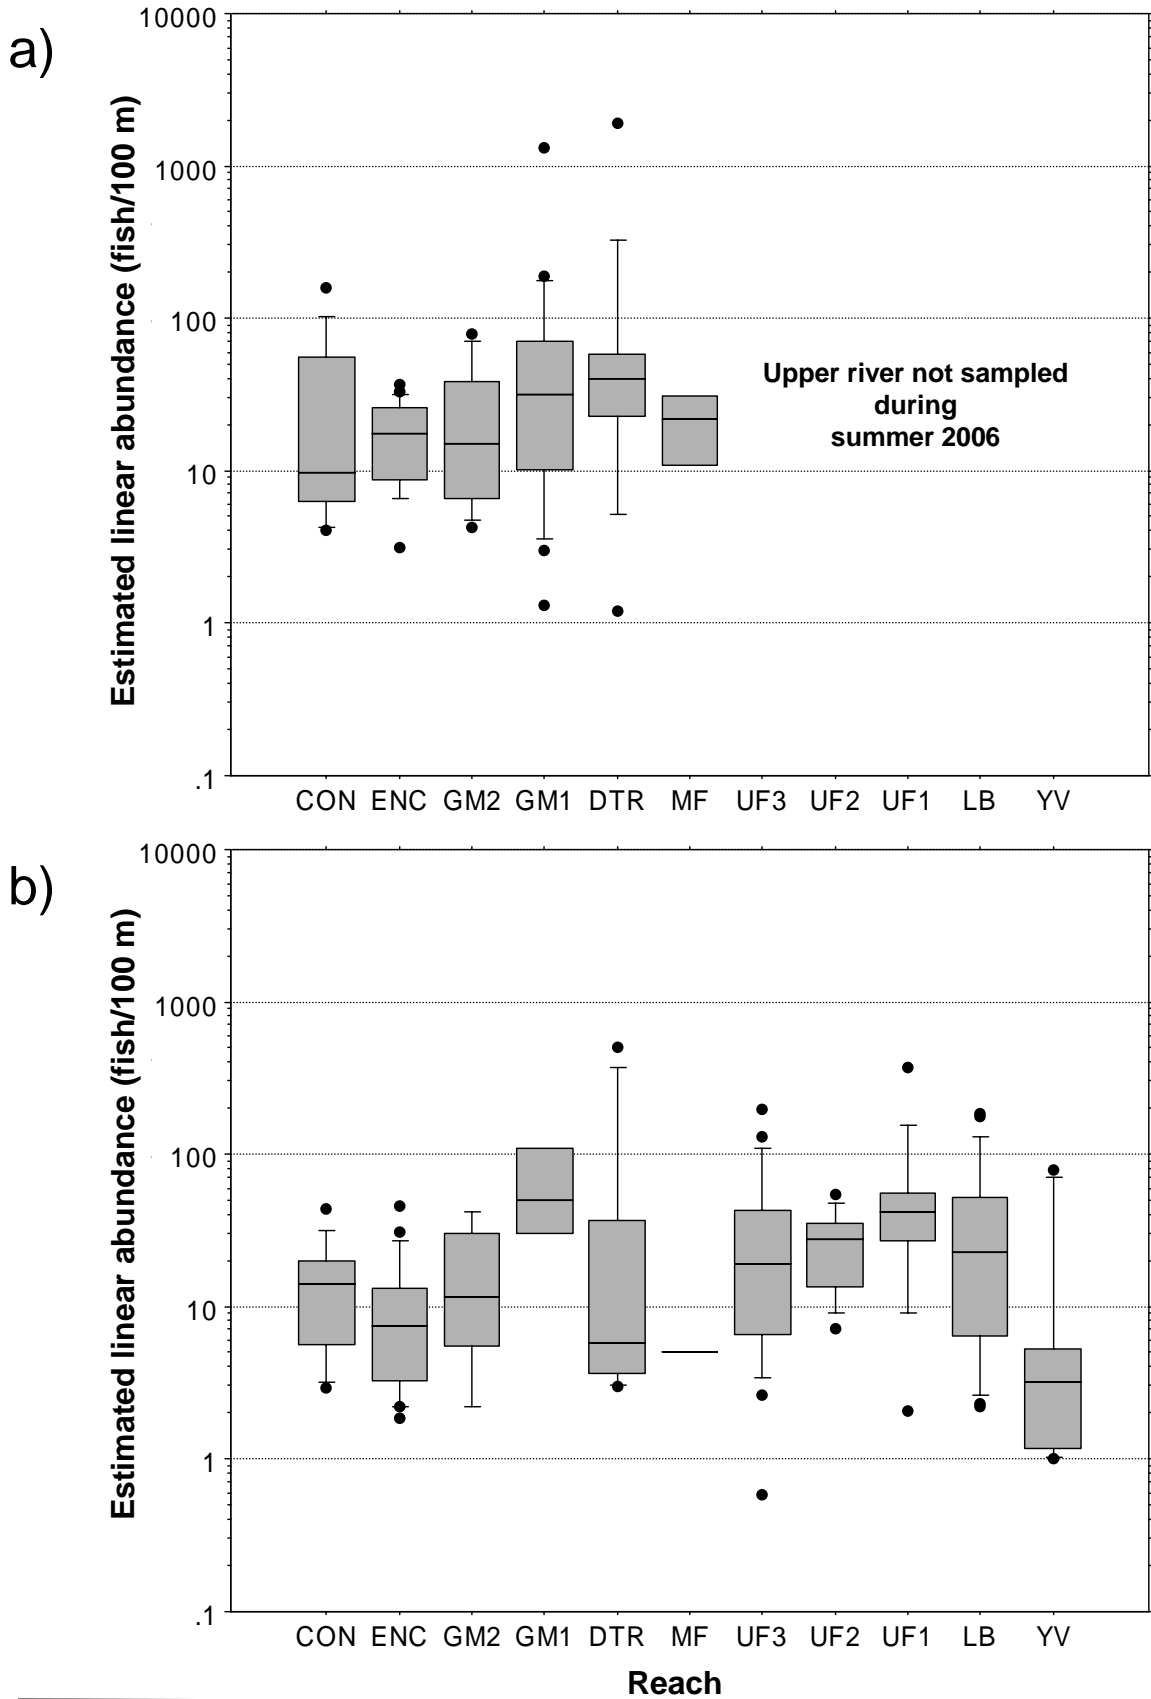 a)
Estimated linear abundance (fish/100 m)
10000
1000
100
10
1
.1
Upper river not sampled
during
summer 2006
CON ENC GM2 GM1 DTR MF UF3 UF2 UF1 LB YV
b)
Estimated linear abundance (fish/100 m)
10000
1000
100
10
1
.1
CON ENC GM2 GM1 DTR MF UF3 UF2 UF1 LB YV
Reach